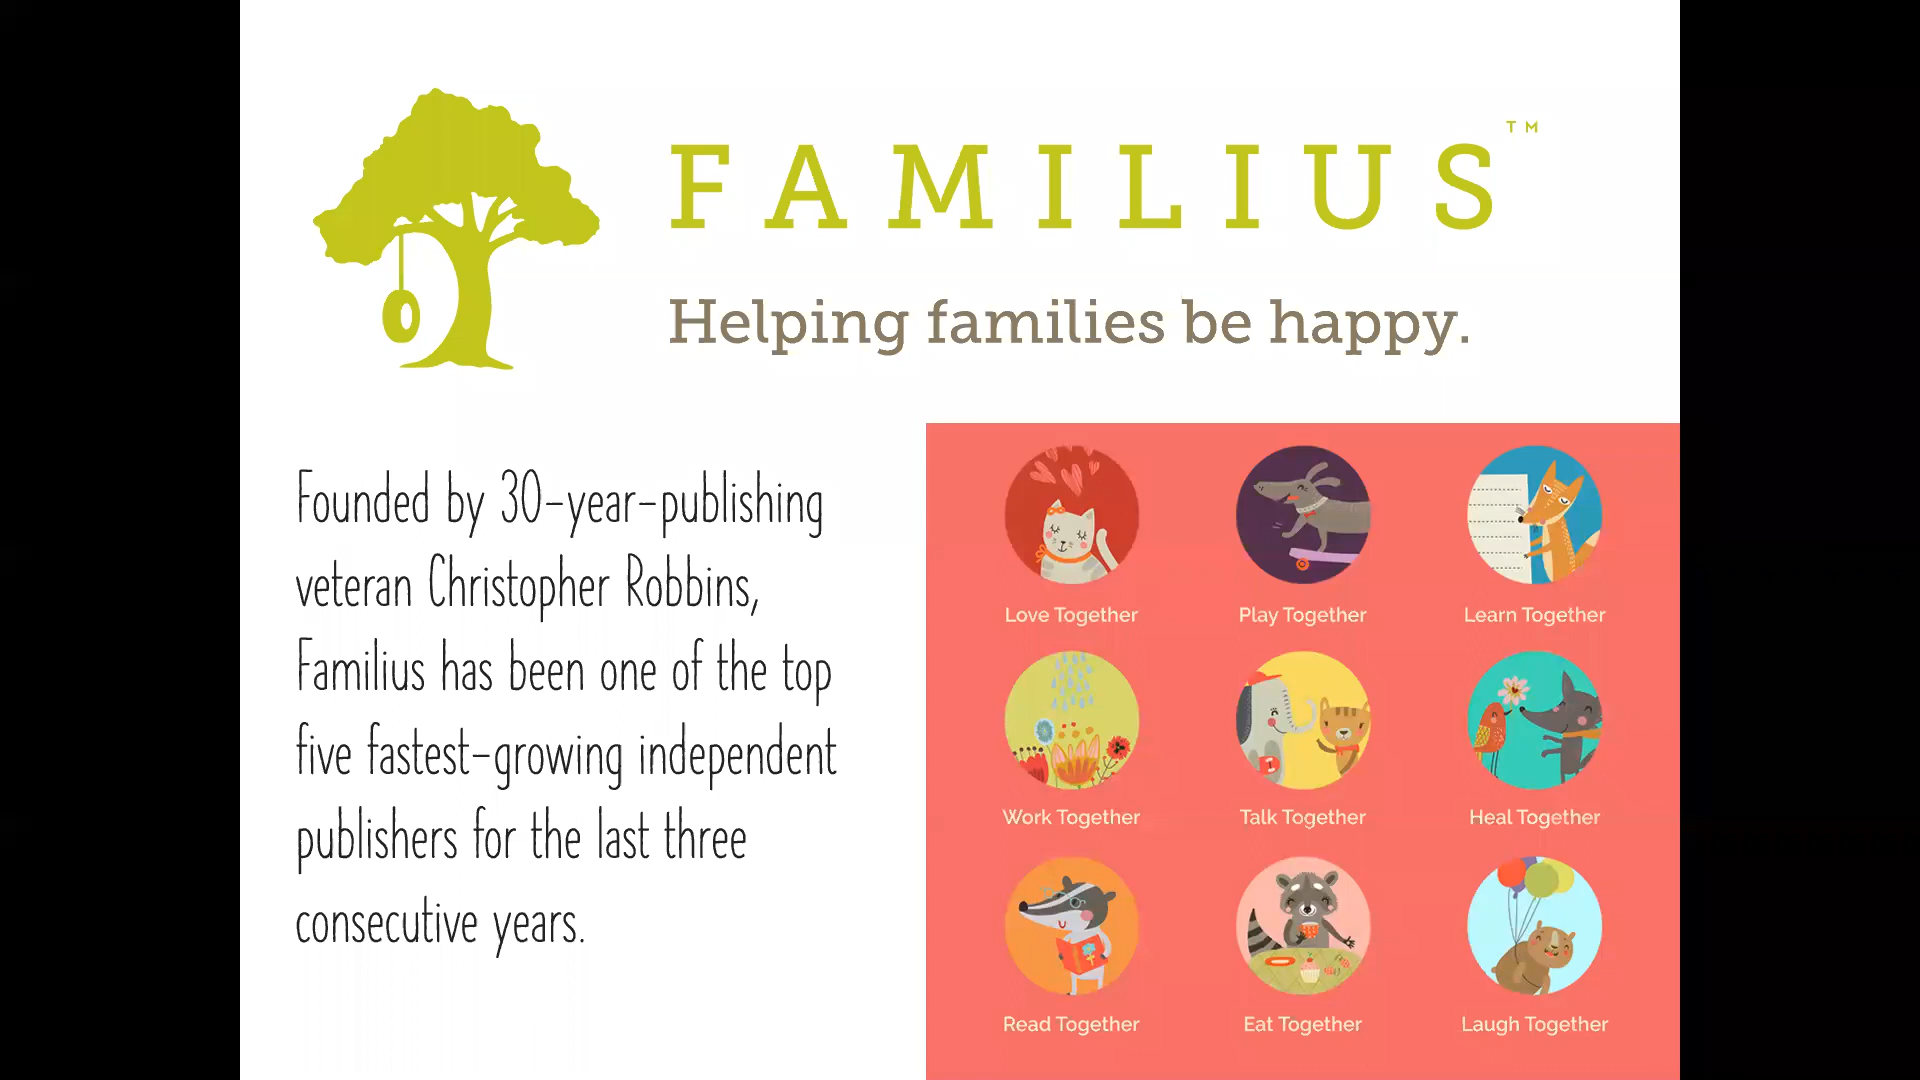 FAMILIUS™
Helping families be happy.
Founded by 30-year-publishing
veteran Christopher Robbins,
Familius has been one of the top
five fastest-growing independent
publishers for the last three
consecutive years.
Love Together
Play Together
Learn Together
Work Together
Talk Together
Heal Together
Read Together
Eat Together
Laugh Together